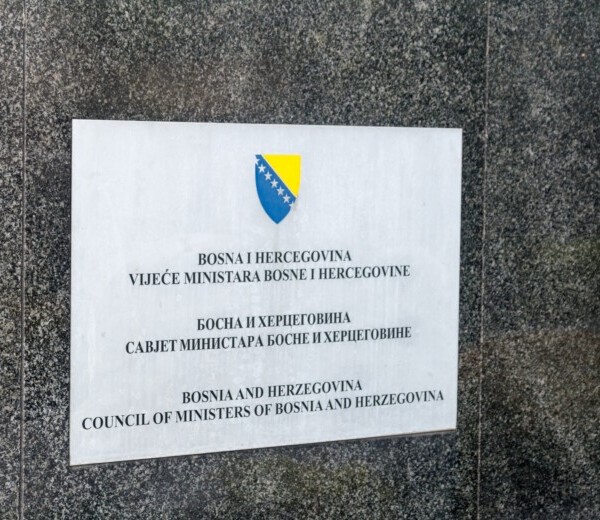 BOSNA I HERCEGOVINA
VIJEĆE MINISTARA BOSNE I HERCEGOVINE
БОСНА И ХЕРЦЕГОВИНА
САВЈЕТ МИНИСТАРА БОСНЕ И ХЕРЦЕГОВИНЕ
BOSNIA AND HERZEGOVINA
COUNCIL OF MINISTERS OF BOSNIA AND HERZEGOVINA